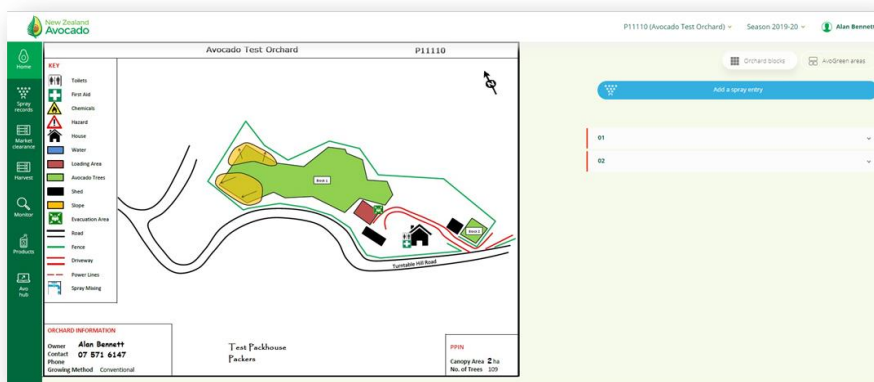 New Zealand
Avocado
P11110 (Avocado Test Orchard)
Season 2019-20
Alan Bennett
Home
Spray
records
Market
clearance
Harvest
Monitor
Products
Avo
hub
Avocado Test Orchard
P11110
KEY
Toilets
First Aid
Chemicals
Hazard
House
Water
Loading Area
Avocado Trees
Shed
Slope
Evacuation Area
Road
Fence
Driveway
Power Lines
Spray Mixing
N
Block 1
Block 2
Turntable Hill Road
ORCHARD INFORMATION
Owner Alan Bennett
Contact 07 571 6147
Phone
Growing Method Conventional
Test Packhouse
Packers
PPIN
Canopy Area 2 ha
No. of Trees 109
Orchard blocks
AvoGreen areas
Add a spray entry
01
02